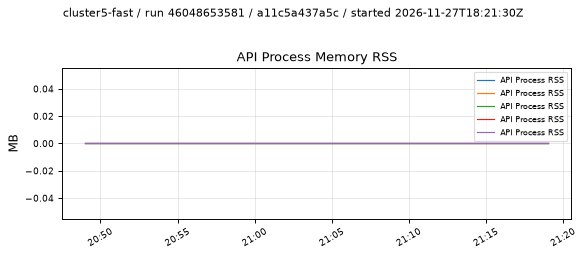 cluster5-fast / run 46048653581 / a11c5a437a5c / started 2026-11-27T18:21:30Z
API Process Memory RSS
API Process RSS
API Process RSS
API Process RSS
API Process RSS
API Process RSS
MB
0.04
0.02
0.00
−0.02
−0.04
20:50
20:55
21:00
21:05
21:10
21:15
21:20